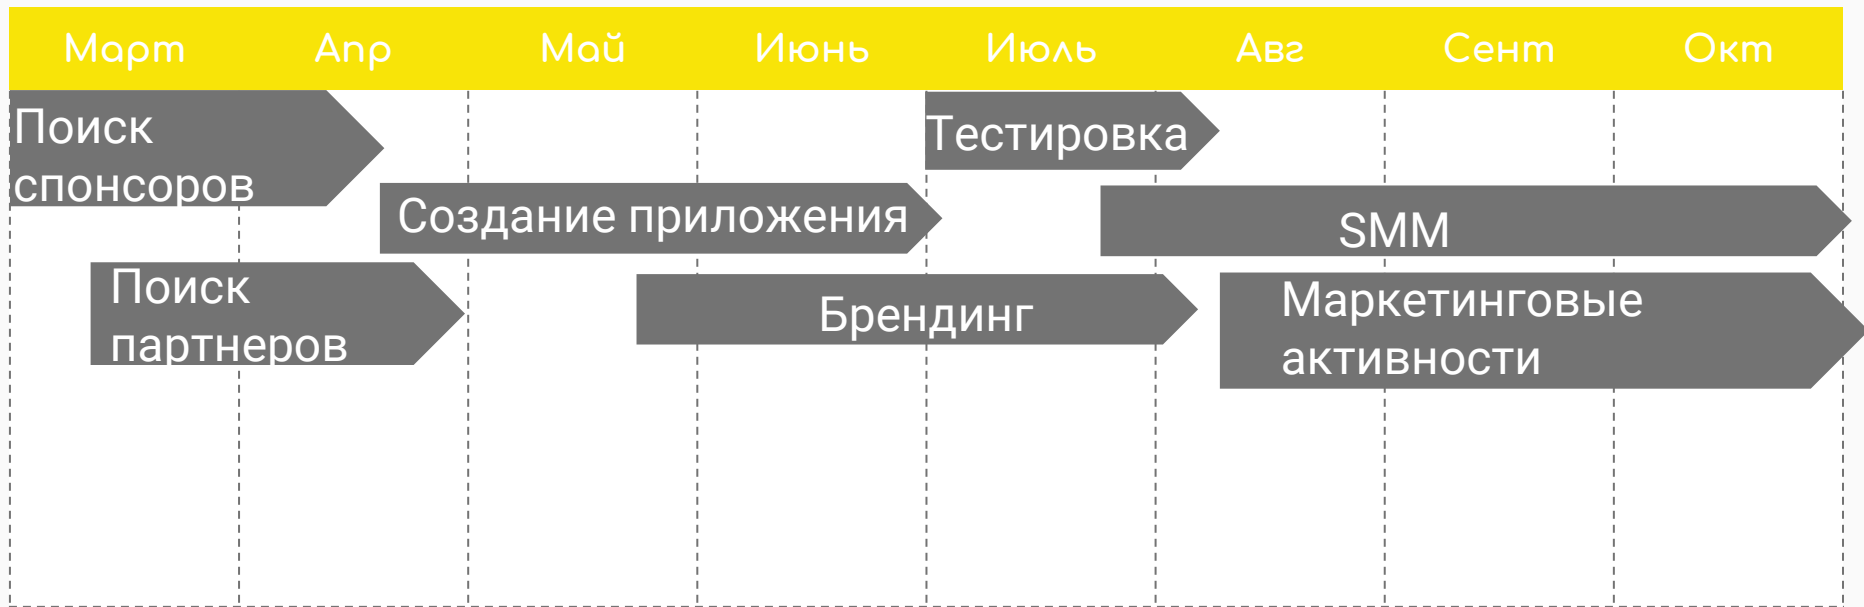 Март Апр Май Июнь Июль Авг Сент Окт
Поиск
спонсоров
Тестировка
Создание приложения
SMM
Поиск
партнеров
Брендинг
Маркетинговые
активности